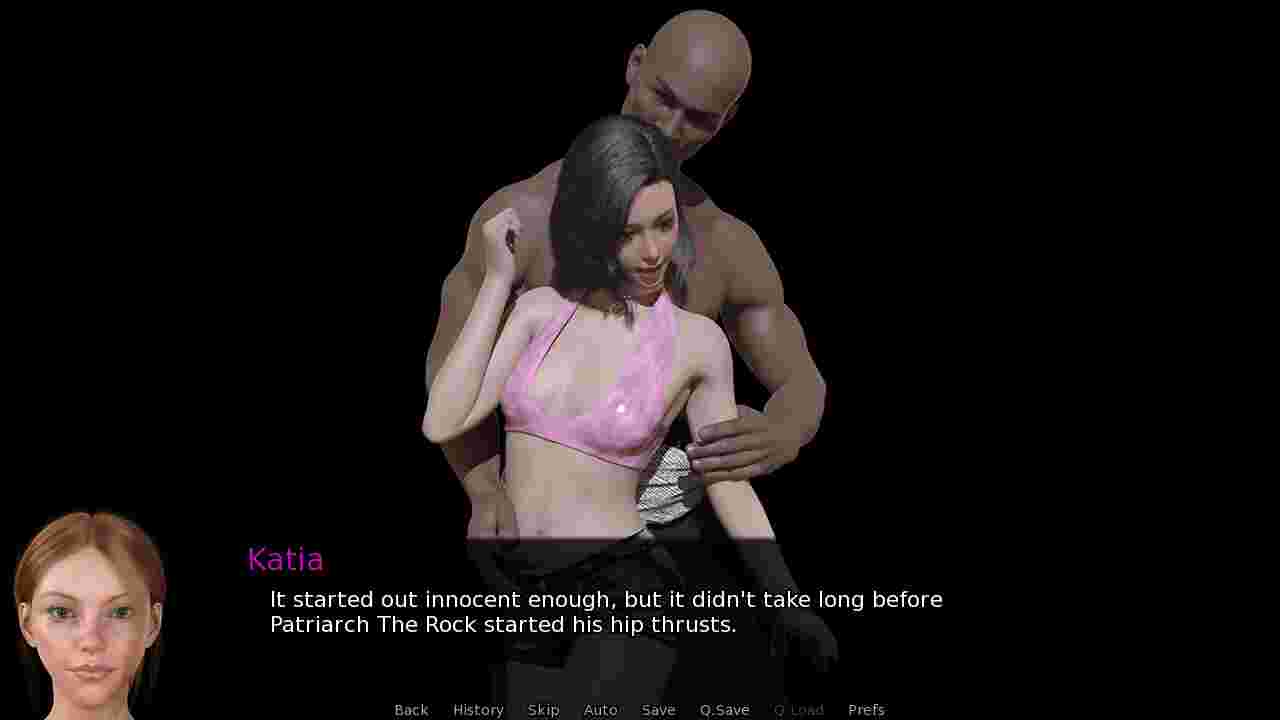 Katia
It started out innocent enough, but it didn't take long before
Patriarch The Rock started his hip thrusts.
Back History Skip Auto Save Q.Save Q.Load Prefs